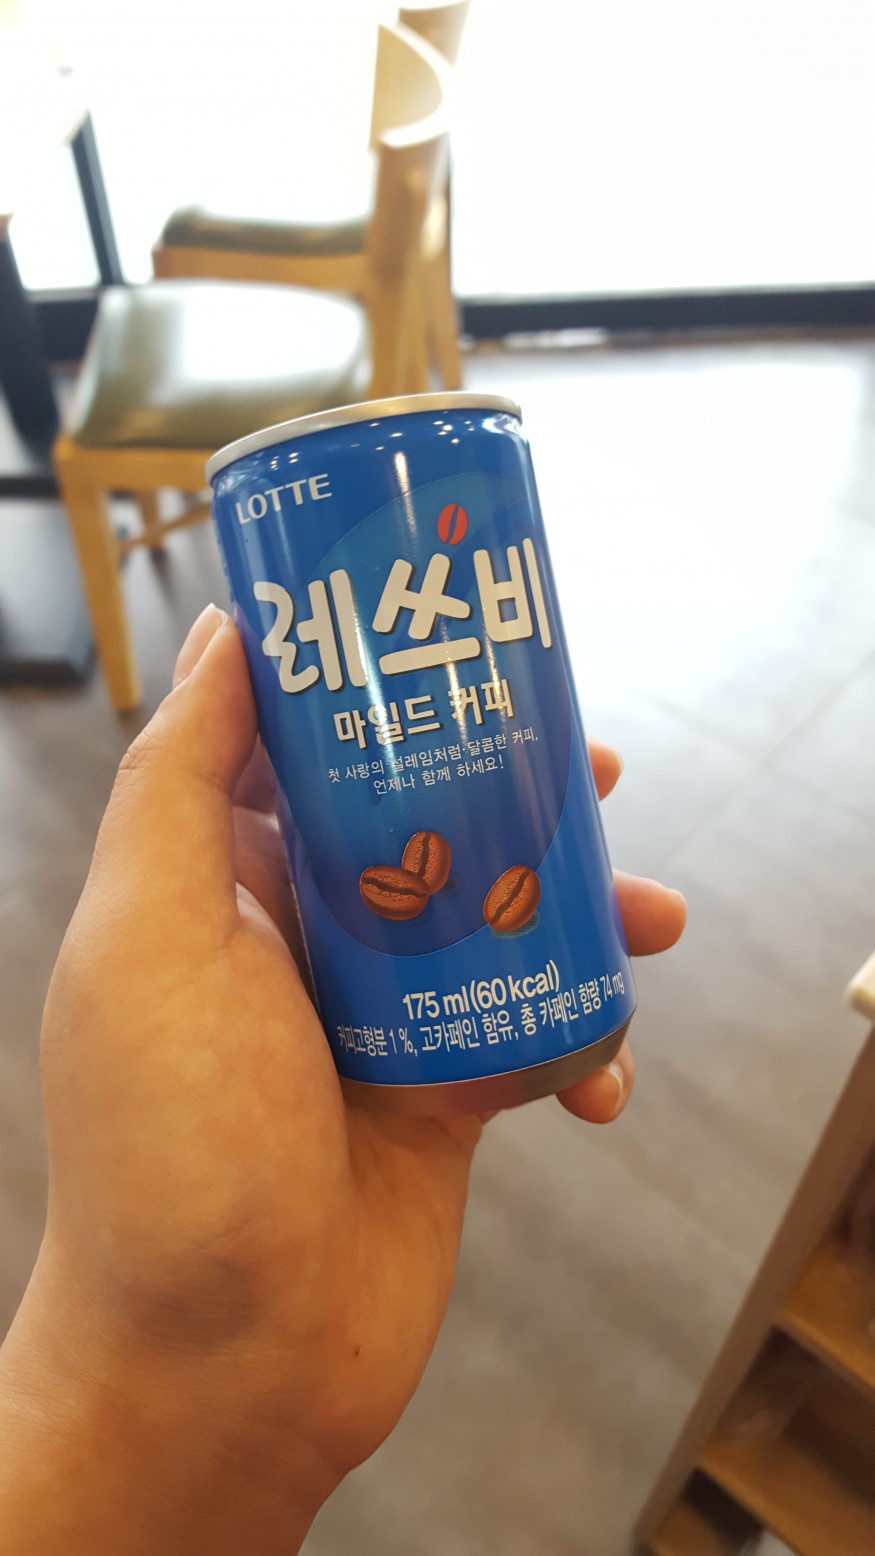 LOTTE
레쓰비
마일드 커피
첫 사랑의 설레임처럼·달콤한 커피,
언제나 함께 하세요!
175 ml(60 kcal)
커피고형분 1 %, 고카페인 함유, 총 카페인 함량 74 mg